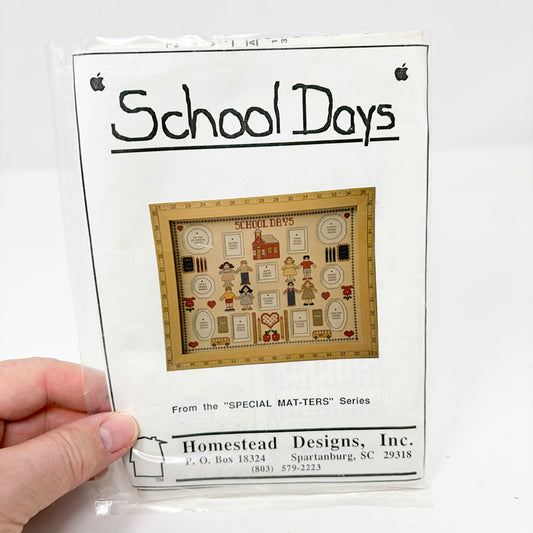 School Days
SCHOOL DAYS
From the "SPECIAL MAT-TERS" Series
Homestead Designs, Inc.
P. O. Box 18324 Spartanburg, SC 29318
(803) 579-2223
TM